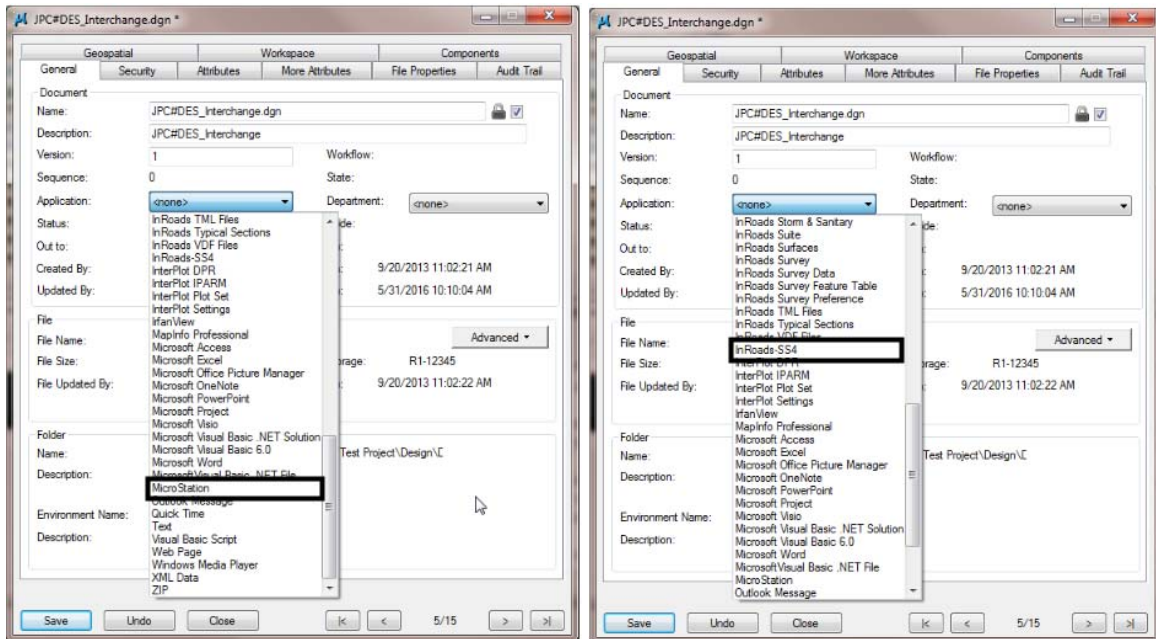 JPC#DES_Interchange.dgn *
Geospatial Workspace Components
General Security Attributes More Attributes File Properties Audit Trail
Document
Name: JPC#DES_Interchange.dgn
Description: JPC#DES_Interchange
Version: 1 Workflow:
Sequence: 0 State:
Application: <none> Department: <none>
Status:
Out to:
Created By: 9/20/2013 11:02:21 AM
Updated By: 5/31/2016 10:10:04 AM
InRoads TML Files
InRoads Typical Sections
InRoads VDF Files
InRoads-SS4
InterPlot DPR
InterPlot IPARM
InterPlot Plot Set
InterPlot Settings
IrfanView
MapInfo Professional
Microsoft Access
Microsoft Excel
Microsoft Office Picture Manager
Microsoft OneNote
Microsoft PowerPoint
Microsoft Project
Microsoft Visio
Microsoft Visual Basic .NET Solution
Microsoft Visual Basic 6.0
Microsoft Word
MicrosoftVisual Basic .NET File
MicroStation
Outlook Message
Quick Time
Text
Visual Basic Script
Web Page
Windows Media Player
XML Data
ZIP
File
File Name: Advanced
File Size: R1-12345
File Updated By: 9/20/2013 11:02:22 AM
Folder
Name: Test Project\Design\
Description:
Environment Name:
Description:
Save Undo Close |< < 5/15 > >|
JPC#DES_Interchange.dgn *
Geospatial Workspace Components
General Security Attributes More Attributes File Properties Audit Trail
Document
Name: JPC#DES_Interchange.dgn
Description: JPC#DES_Interchange
Version: 1 Workflow:
Sequence: 0 State:
Application: <none> Department: <none>
Status:
Out to:
Created By: 9/20/2013 11:02:21 AM
Updated By: 5/31/2016 10:10:04 AM
InRoads Storm & Sanitary
InRoads Suite
InRoads Surfaces
InRoads Survey
InRoads Survey Data
InRoads Survey Feature Table
InRoads Survey Preference
InRoads TML Files
InRoads Typical Sections
InRoads VDF Files
InRoads-SS4
InterPlot DPR
InterPlot IPARM
InterPlot Plot Set
InterPlot Settings
IrfanView
MapInfo Professional
Microsoft Access
Microsoft Excel
Microsoft Office Picture Manager
Microsoft OneNote
Microsoft PowerPoint
Microsoft Project
Microsoft Visio
Microsoft Visual Basic .NET Solution
Microsoft Visual Basic 6.0
Microsoft Word
MicrosoftVisual Basic .NET File
MicroStation
Outlook Message
File
File Name: Advanced
File Size: R1-12345
File Updated By: 9/20/2013 11:02:22 AM
Folder
Name: Test Project\Design\
Description:
Environment Name:
Description:
Save Undo Close |< < 5/15 > >|